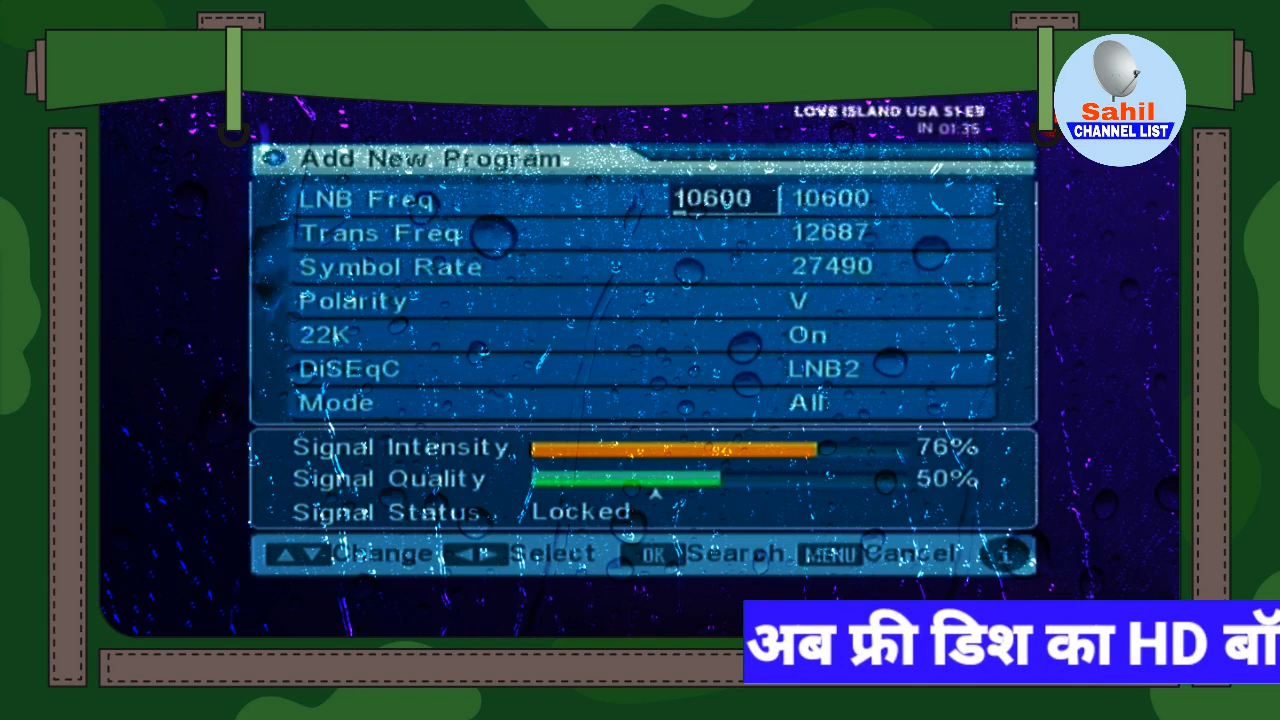 LOVE ISLAND USA S1-E9
IN 01:35
Sahil
CHANNEL LIST
Add New Program
LNB Freq 10600 10600
Trans Freq 12687
Symbol Rate 27490
Polarity V
22K On
DiSEqC LNB2
Mode All
Signal Intensity 76%
Signal Quality 50%
Signal Status Locked
Change Select OK Search MENU Cancel i
अब फ्री डिश का HD बॉ